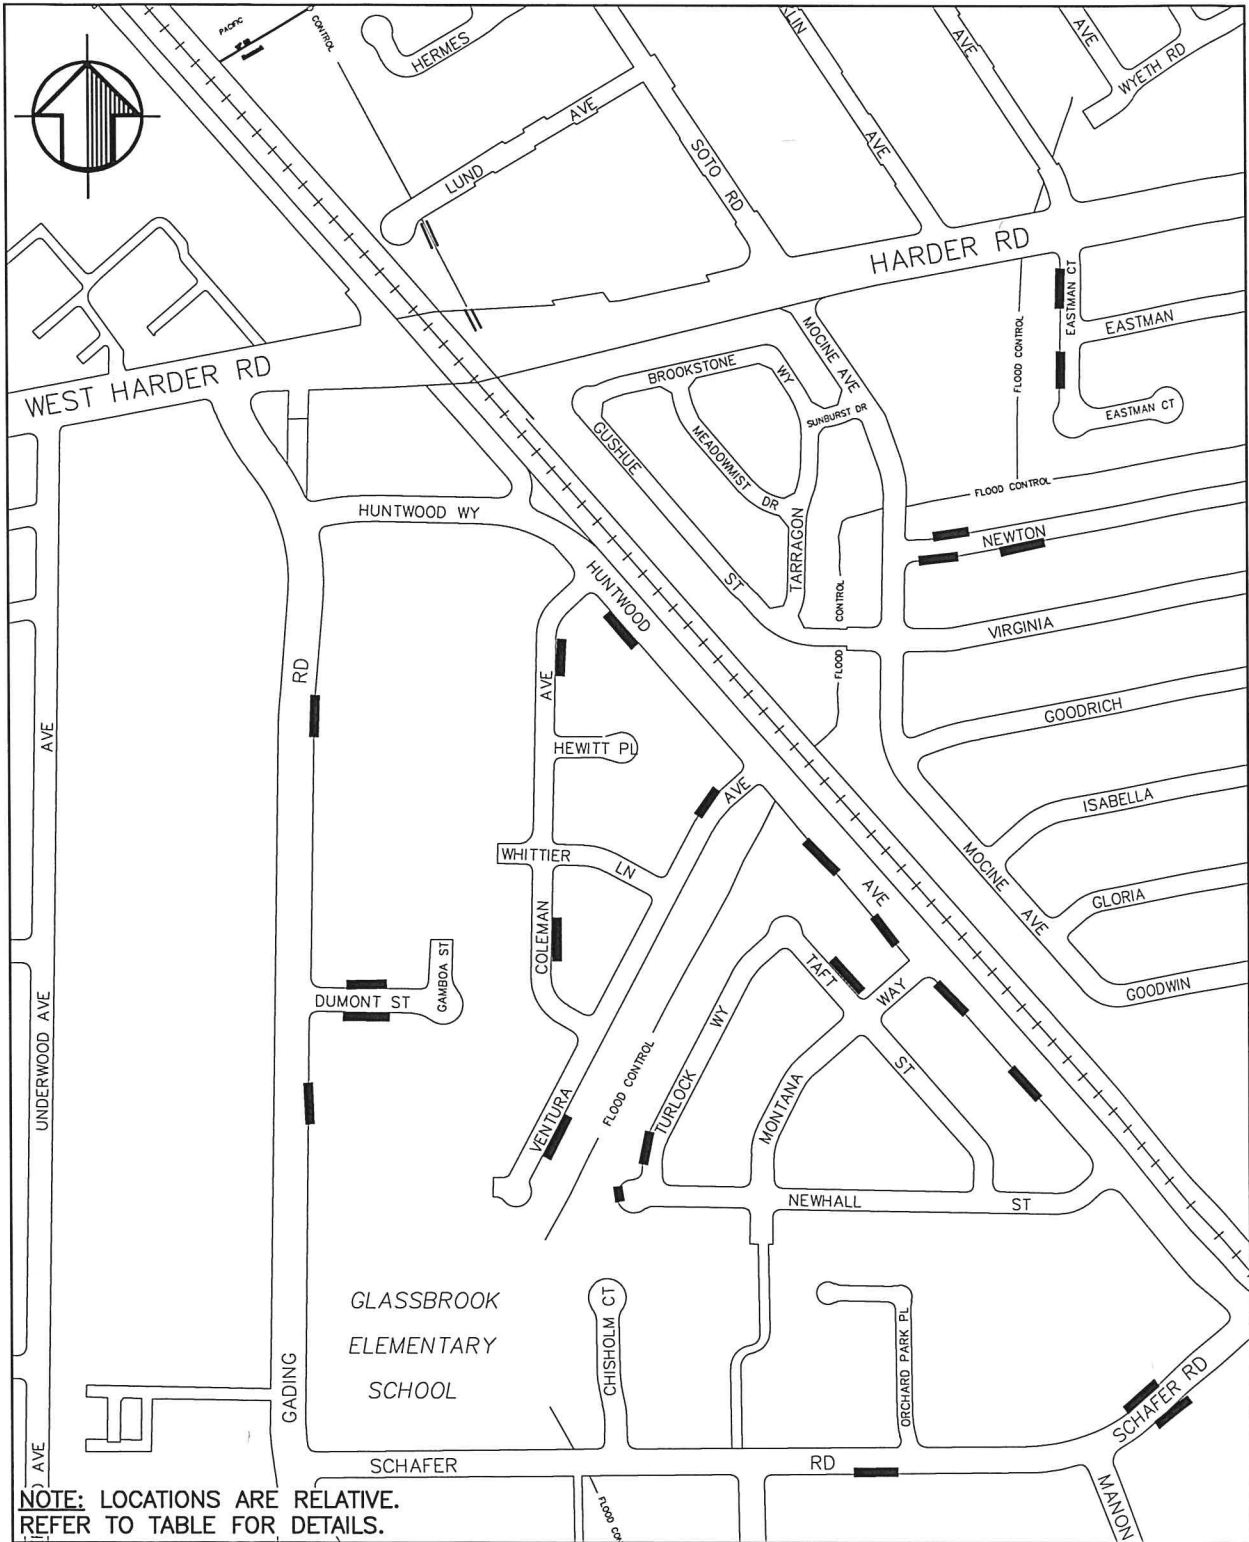 PACIFIC
CONTROL
HERMES
AVE
AVE
WYETH RD
LUND
AVE
SOTO RD
AVE
HARDER RD
EASTMAN CT
EASTMAN
EASTMAN CT
FLOOD CONTROL
WEST HARDER RD
MOCINE AVE
BROOKSTONE
WY
SUNBURST DR
GUSHUE
ST
MEADOWMIST DR
TARRAGON
FLOOD CONTROL
HUNTWOOD WY
NEWTON
HUNTWOOD
AVE
FLOOD CONTROL
VIRGINIA
GOODRICH
ISABELLA
MOCINE AVE
GLORIA
GOODWIN
RD
AVE
HEWITT PL
AVE
WHITTIER
LN
COLEMAN
UNDERWOOD AVE
AVE
DUMONT ST
GAMBOA ST
TAFT
WAY
ST
TURLOCK WY
MONTANA
FLOOD CONTROL
VENTURA
NEWHALL ST
GLASSBROOK
ELEMENTARY
SCHOOL
CHISHOLM CT
ORCHARD PARK PL
GADING
SCHAFER RD
SCHAFER RD
MANON
AVE
FLOOD
NOTE: LOCATIONS ARE RELATIVE.
REFER TO TABLE FOR DETAILS.